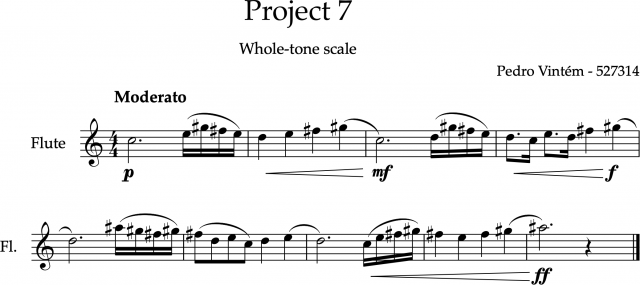 Project 7
Whole-tone scale
Pedro Vintém - 527314
Moderato
Flute
p mf f
Fl.
ff